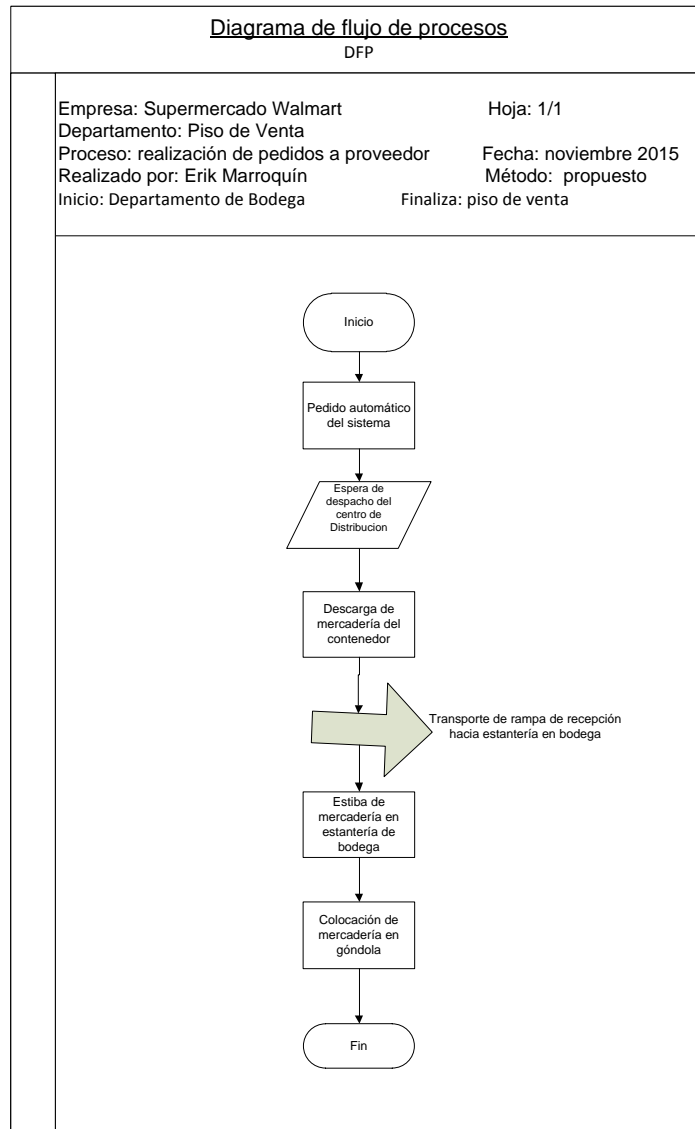 Diagrama de flujo de procesos
DFP
Empresa: Supermercado Walmart Hoja: 1/1
Departamento: Piso de Venta
Proceso: realización de pedidos a proveedor Fecha: noviembre 2015
Realizado por: Erik Marroquín Método: propuesto
Inicio: Departamento de Bodega Finaliza: piso de venta
Inicio
Pedido automático
del sistema
Espera de
despacho del
centro de
Distribucion
Descarga de
mercadería del
contenedor
Transporte de rampa de recepción
hacia estantería en bodega
Estiba de
mercadería en
estantería de
bodega
Colocación de
mercadería en
góndola
Fin